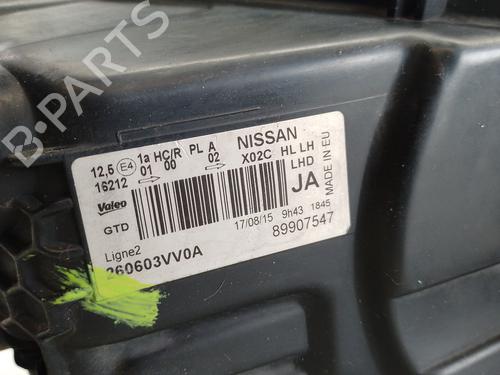 B-PARTS
12,5 E4 1a HC/R PL A NISSAN
16212 01 00 02 X02C HL LH
Valeo LHD
GTD JA
MADE IN EU
17/08/15 9h43 1845
Ligne2 89907547
260603VV0A